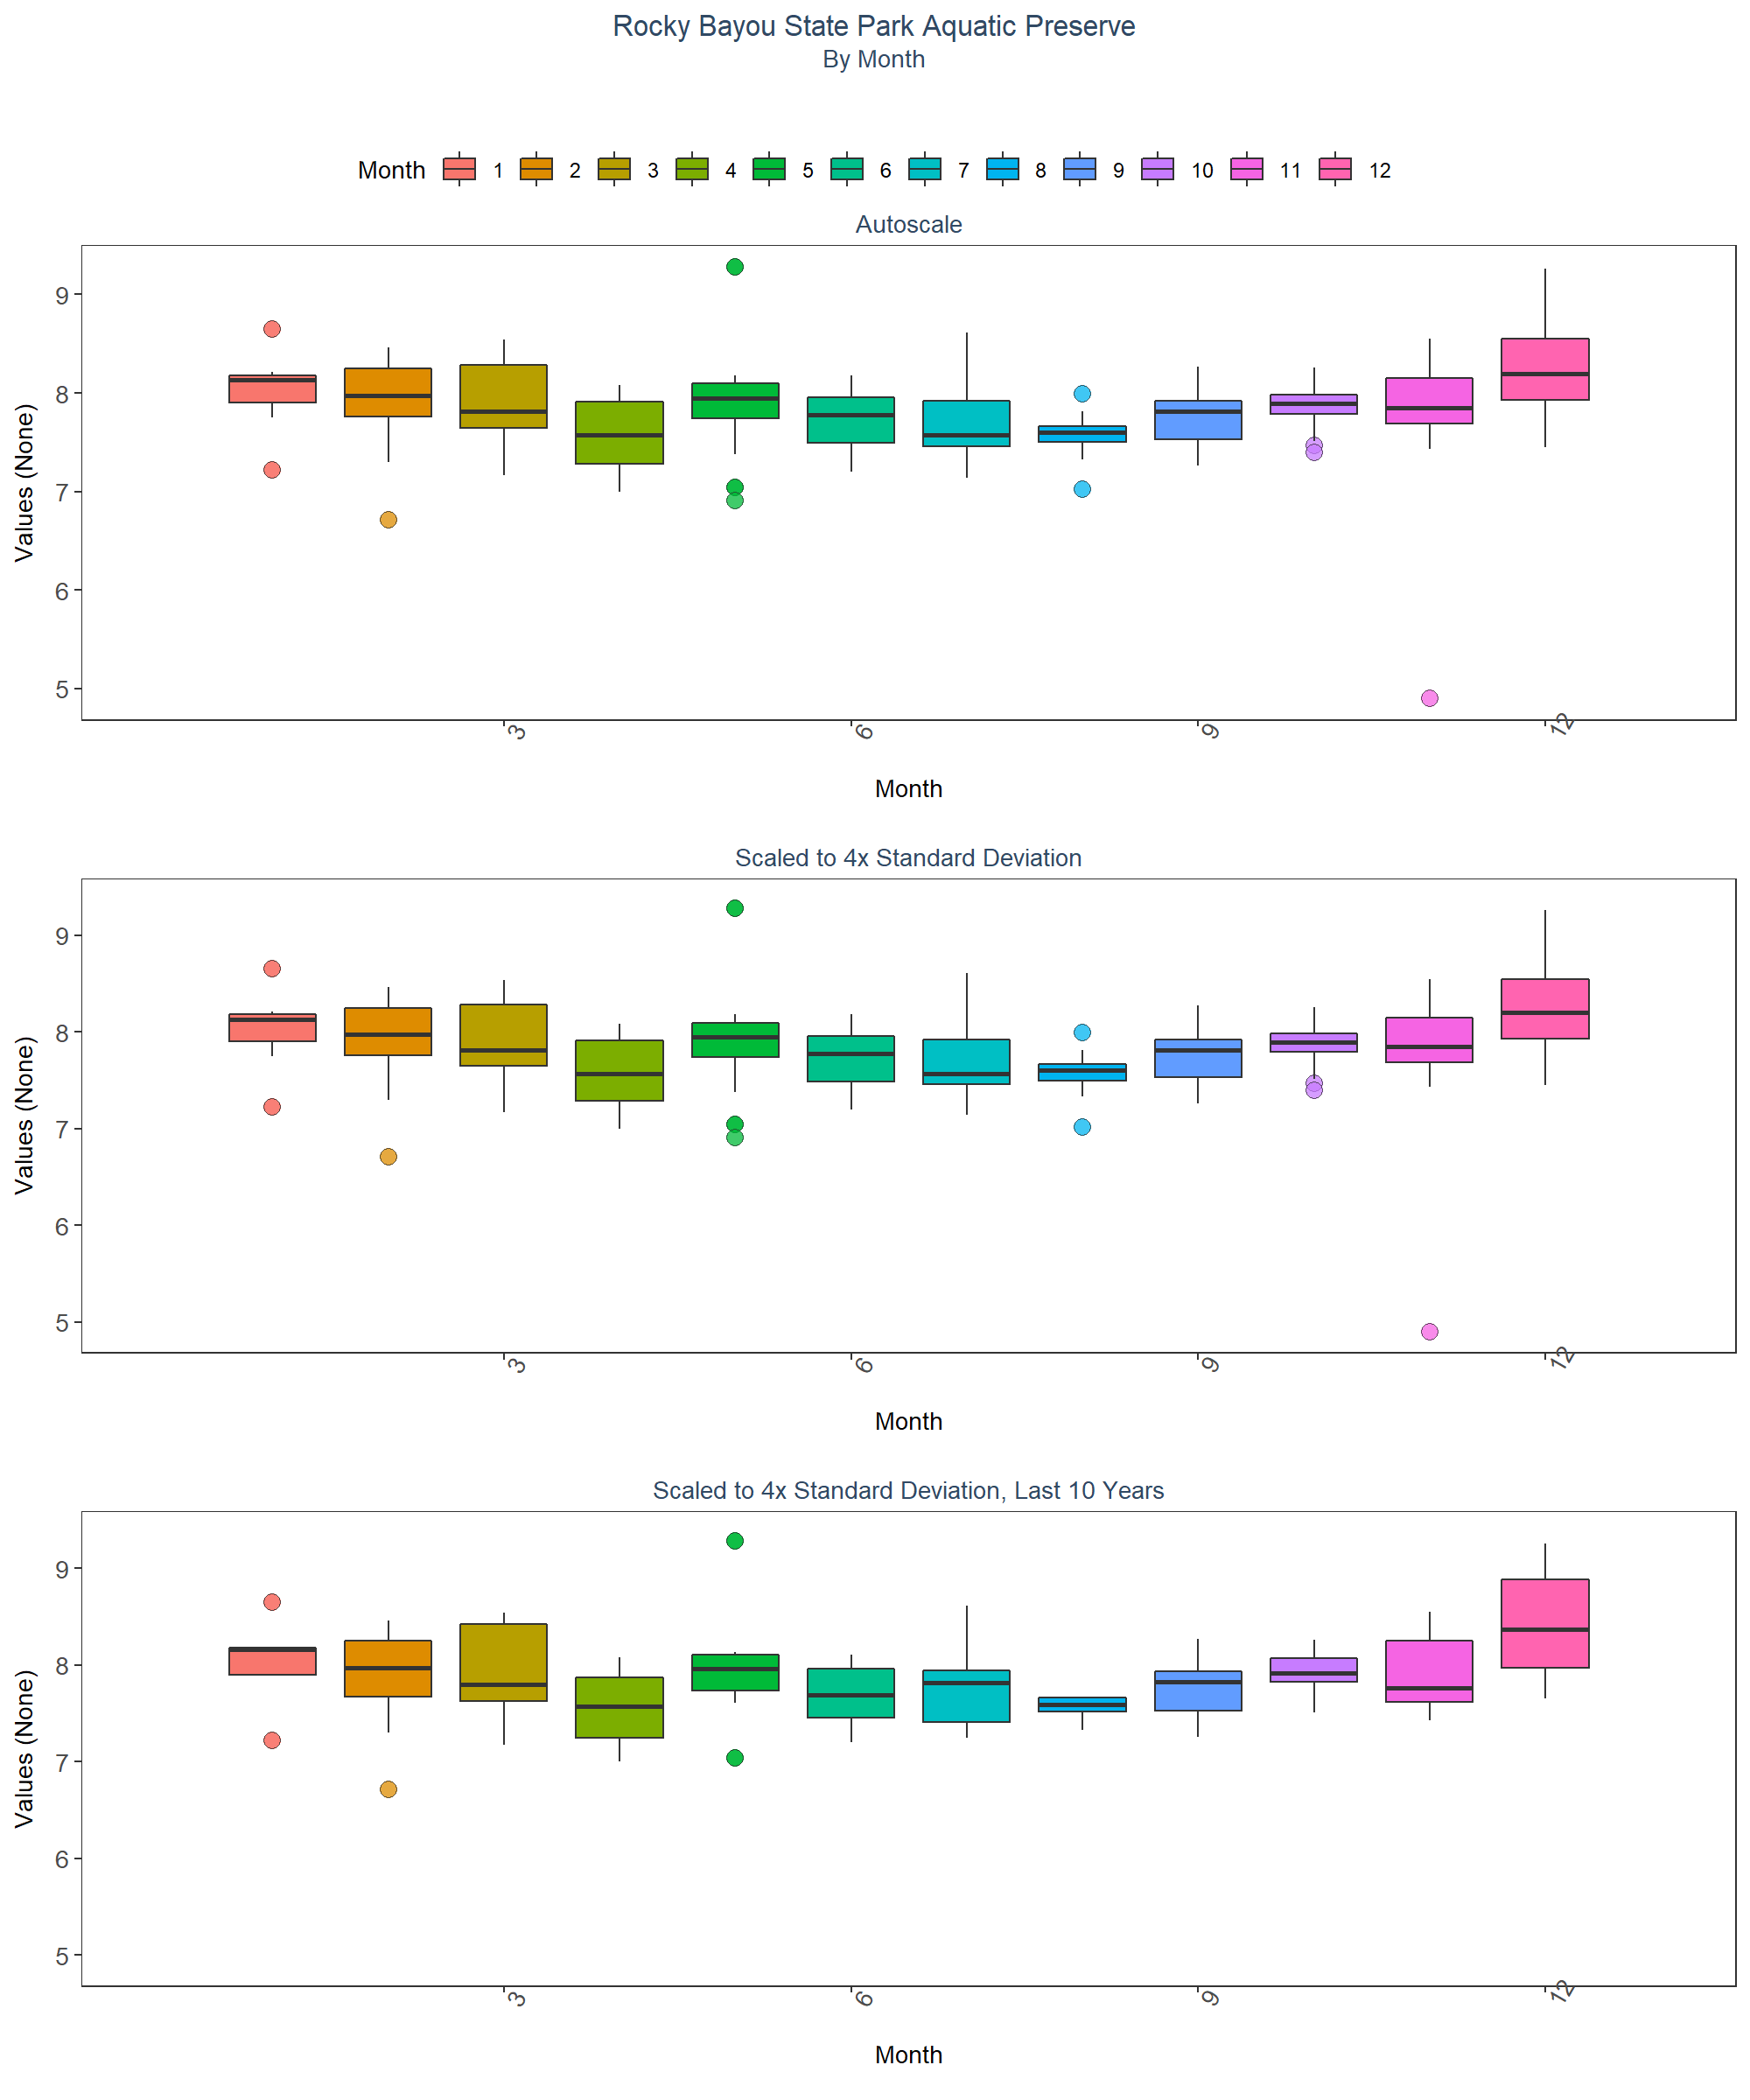 Rocky Bayou State Park Aquatic Preserve
By Month
Month 1 2 3 4 5 6 7 8 9 10 11 12
Autoscale
Values (None)
9
8
7
6
5
3 6 9 12
Month
Scaled to 4x Standard Deviation
Values (None)
9
8
7
6
5
3 6 9 12
Month
Scaled to 4x Standard Deviation, Last 10 Years
Values (None)
9
8
7
6
5
3 6 9 12
Month